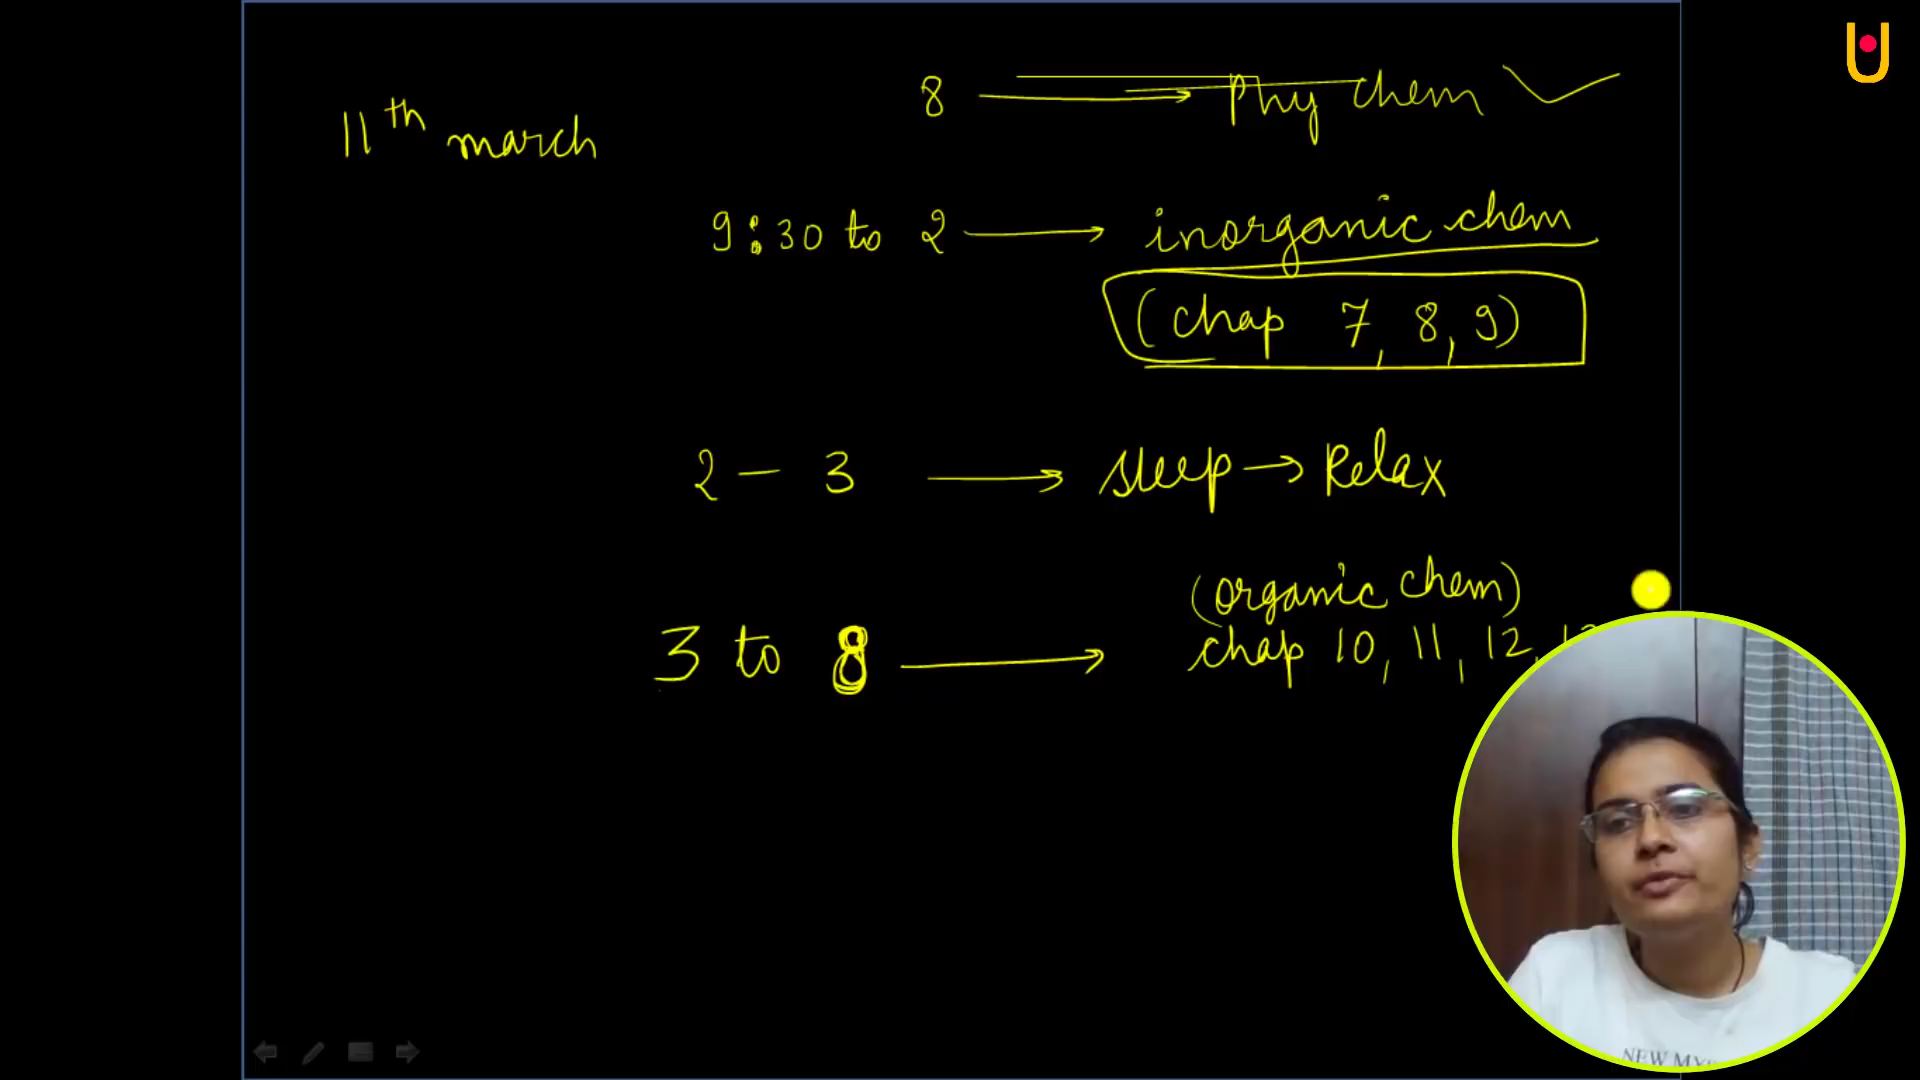 8 → Phy chem ✓
11th march
9:30 to 2 → inorganic chem
(chap 7, 8, 9)
2 - 3 → sleep → Relax
(organic chem)
3 to 8 → chap 10, 11, 12,
NEW